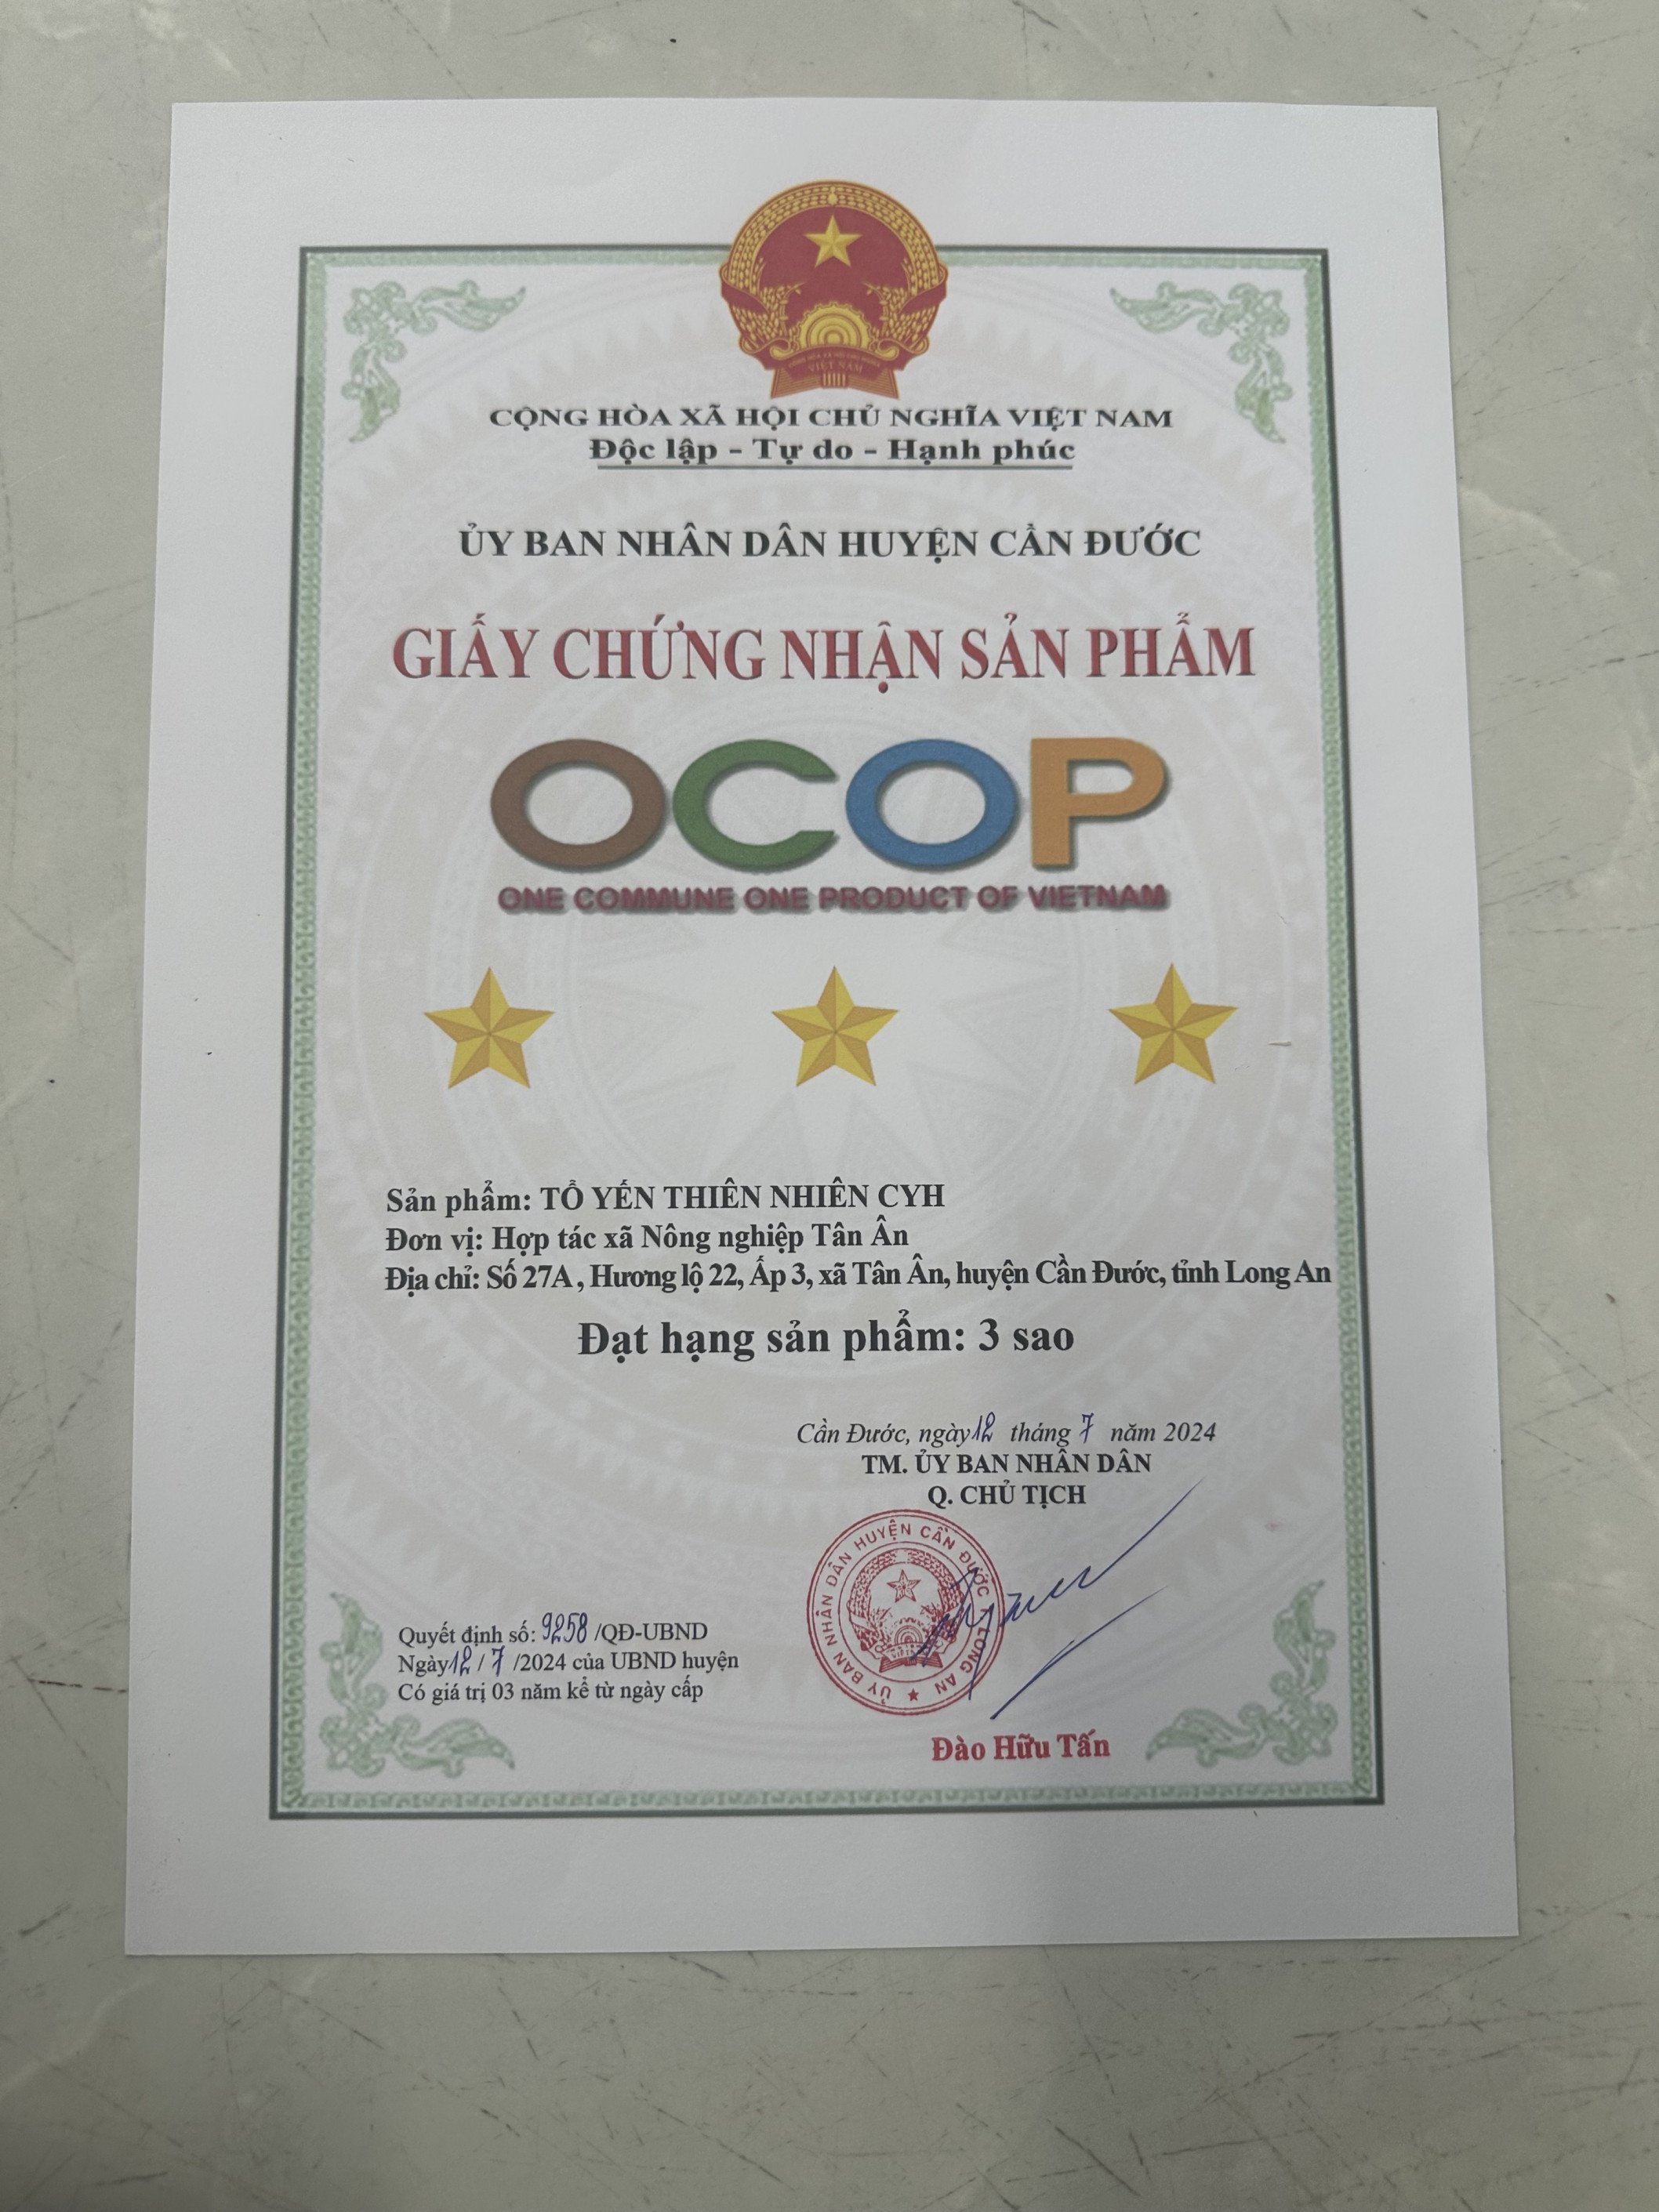 CỘNG HÒA XÃ HỘI CHỦ NGHĨA VIỆT NAM
Độc lập - Tự do - Hạnh phúc
ỦY BAN NHÂN DÂN HUYỆN CẦN ĐƯỚC
GIẤY CHỨNG NHẬN SẢN PHẨM
OCOP
ONE COMMUNE ONE PRODUCT OF VIETNAM
Sản phẩm: TỔ YẾN THIÊN NHIÊN CYH
Đơn vị: Hợp tác xã Nông nghiệp Tân Ân
Địa chỉ: Số 27A , Hương lộ 22, Ấp 3, xã Tân Ân, huyện Cần Đước, tỉnh Long An
Đạt hạng sản phẩm: 3 sao
Cần Đước, ngày 12 tháng 7 năm 2024
TM. ỦY BAN NHÂN DÂN
Q. CHỦ TỊCH
ỦY BAN NHÂN DÂN HUYỆN CẦN ĐƯỚC
LONG AN
Quyết định số: 9258 /QĐ-UBND
Ngày 12 / 7 /2024 của UBND huyện
Có giá trị 03 năm kể từ ngày cấp
Đào Hữu Tấn